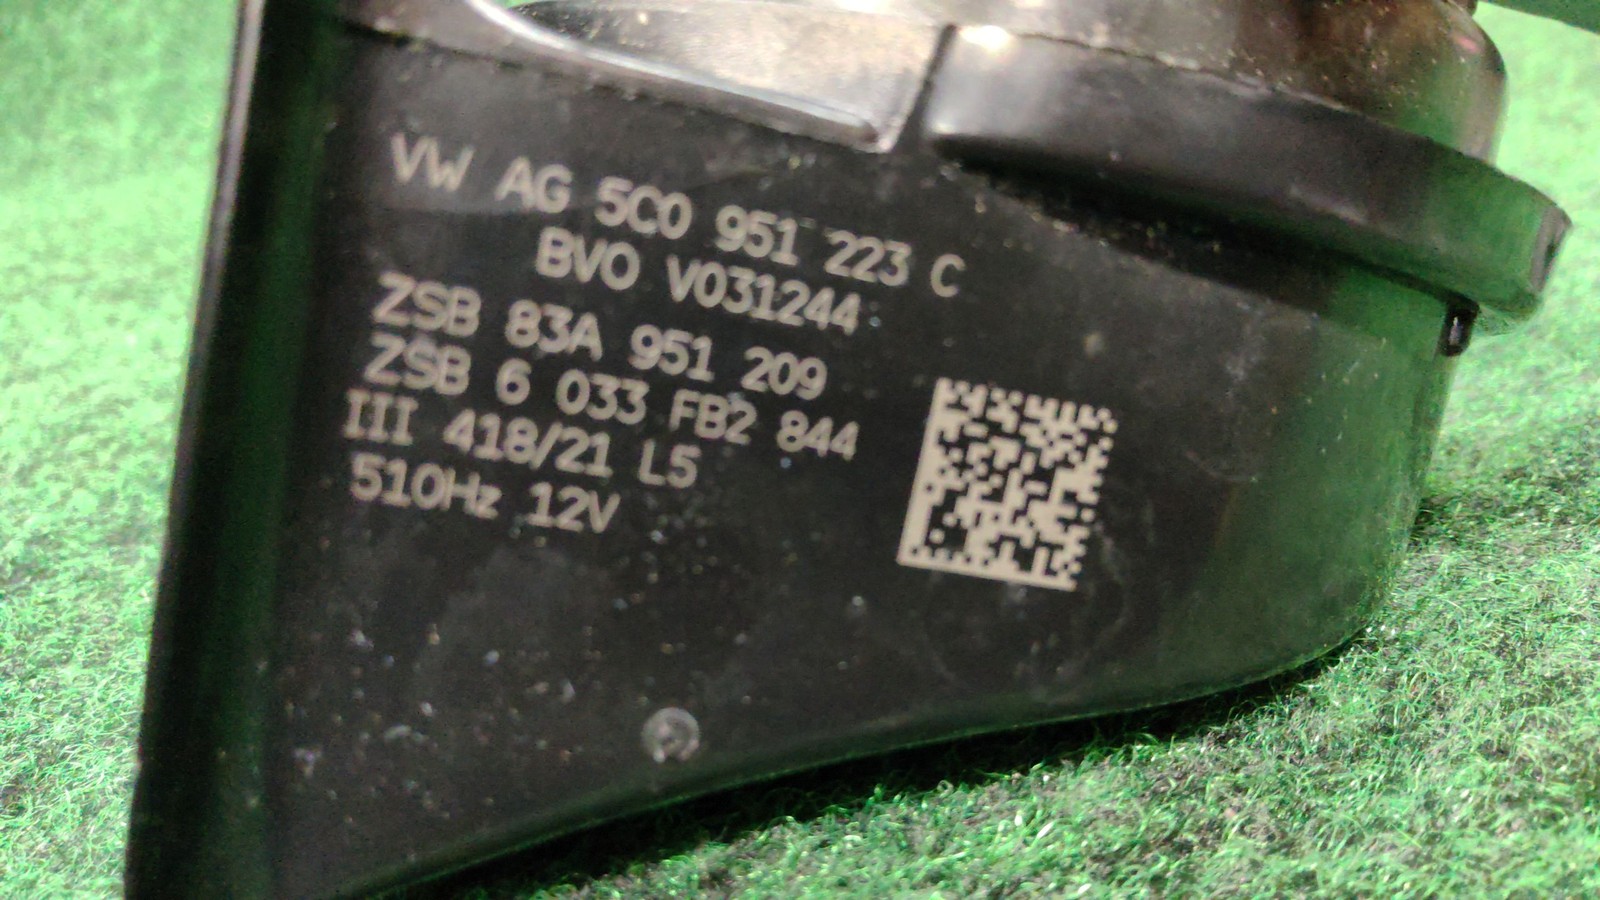 VW AG 5C0 951 223 C
BVO V031244
ZSB 83A 951 209
ZSB 6 033 FB2 844
III 418/21 L5
510Hz 12V